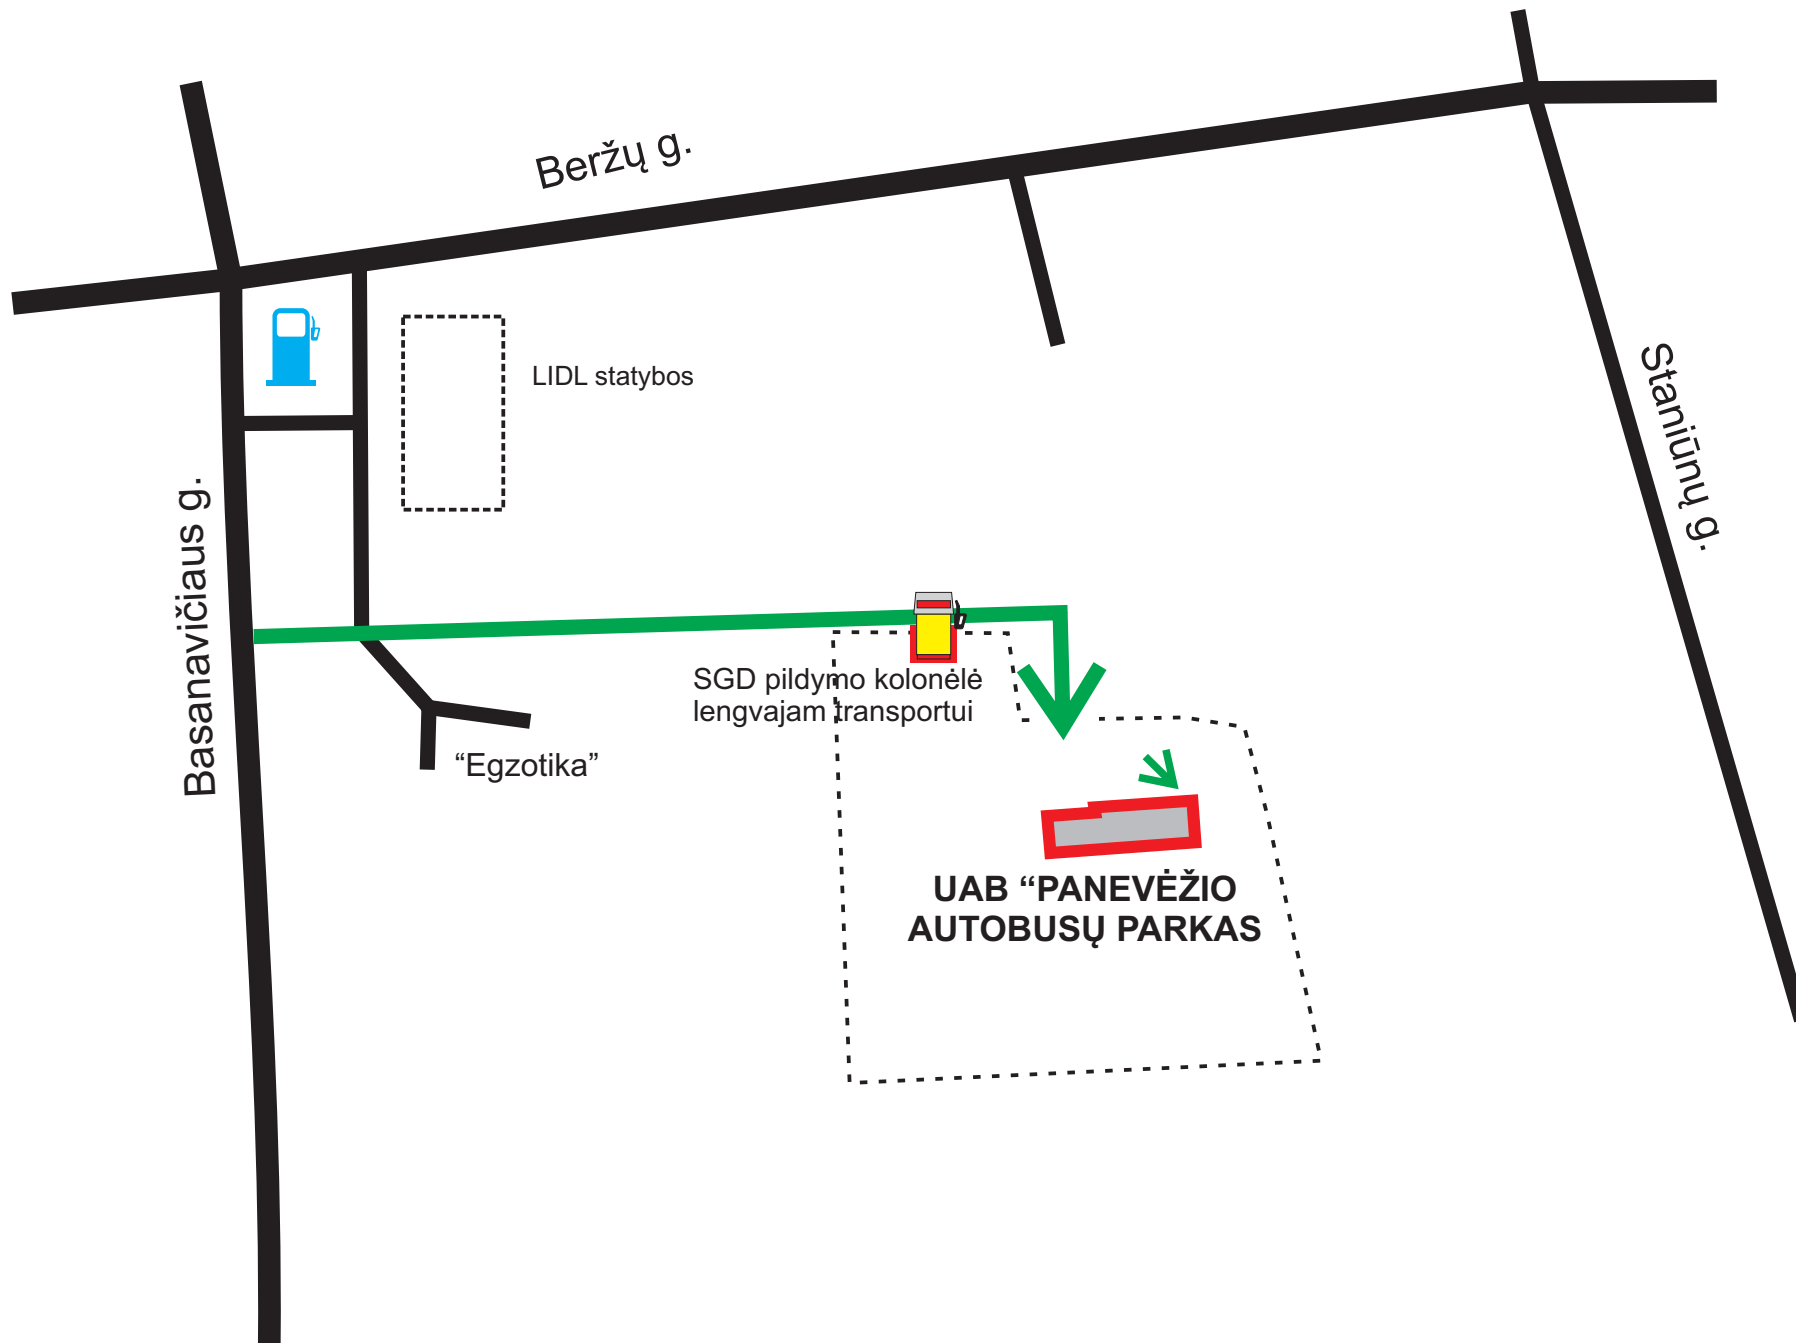 Beržų g.
LIDL statybos
Staniūnų g.
Basanavičiaus g.
SGD pildymo kolonėlė
lengvajam transportui
“Egzotika”
UAB “PANEVĖŽIO
AUTOBUSŲ PARKAS